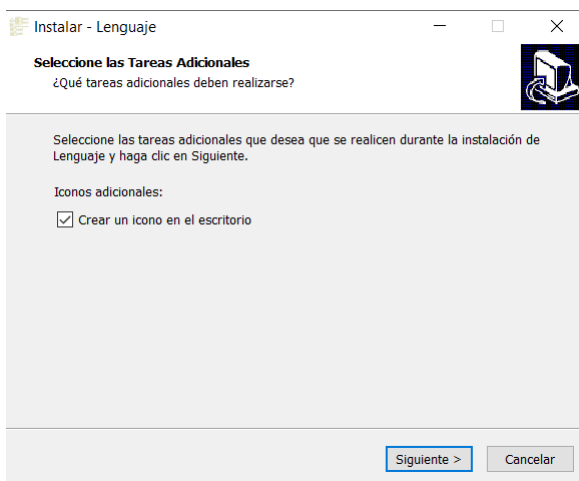 Instalar - Lenguaje
Seleccione las Tareas Adicionales
¿Qué tareas adicionales deben realizarse?
Seleccione las tareas adicionales que desea que se realicen durante la instalación de
Lenguaje y haga clic en Siguiente.
Iconos adicionales:
Crear un icono en el escritorio
Siguiente >
Cancelar